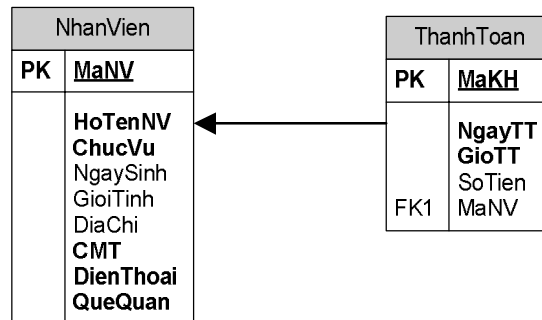 NhanVien
PK MaNV
HoTenNV
ChucVu
NgaySinh
GioiTinh
DiaChi
CMT
DienThoai
QueQuan
ThanhToan
PK MaKH
NgayTT
GioTT
SoTien
FK1 MaNV